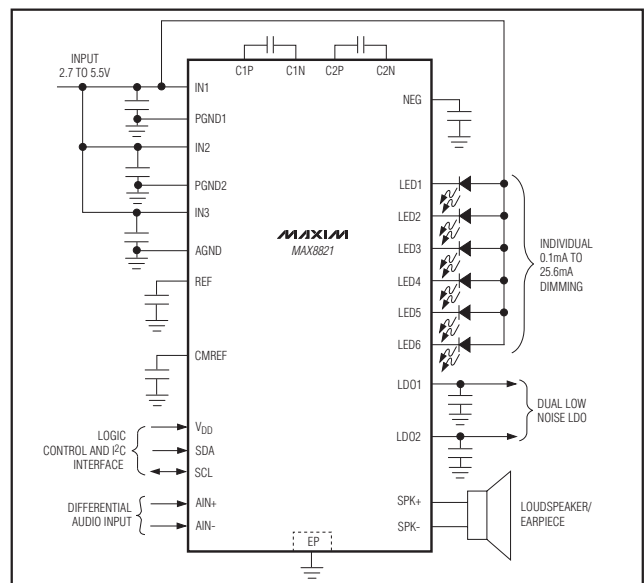 INPUT
2.7 TO 5.5V
C1P
C1N
C2P
C2N
IN1
PGND1
IN2
PGND2
IN3
AGND
REF
CMREF
VDD
SDA
SCL
AIN+
AIN-
LOGIC
CONTROL AND I2C
INTERFACE
DIFFERENTIAL
AUDIO INPUT
MAXIM
MAX8821
EP
NEG
LED1
LED2
LED3
LED4
LED5
LED6
LDO1
LDO2
SPK+
SPK-
INDIVIDUAL
0.1mA TO
25.6mA
DIMMING
DUAL LOW
NOISE LDO
LOUDSPEAKER/
EARPIECE